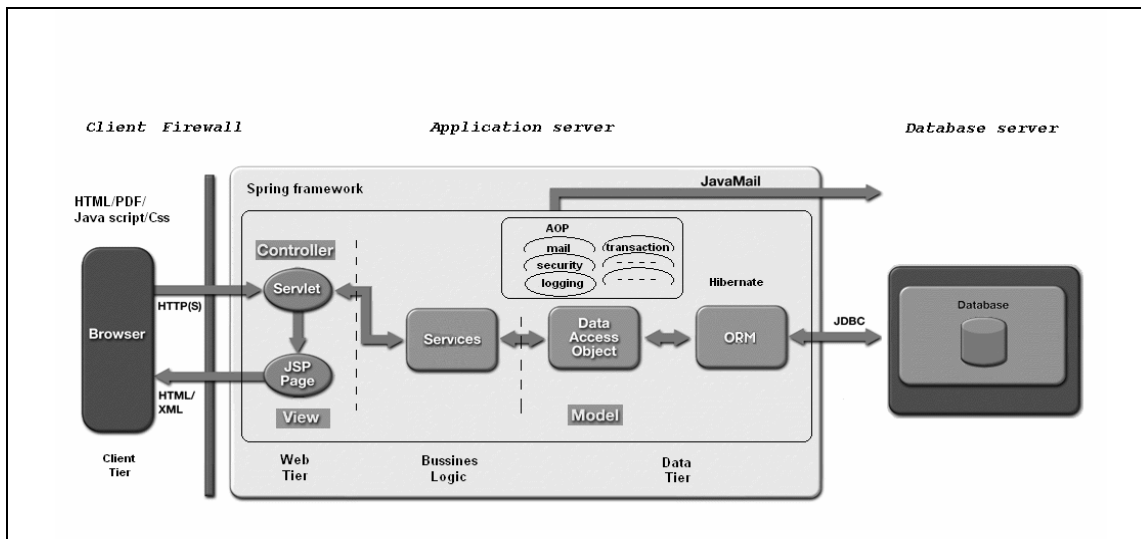 Client Firewall
Application server
Database server
HTML/PDF/
Java script/Css
Browser
Client
Tier
HTTP(S)
HTML/
XML
Spring framework
JavaMail
Controller
Servlet
JSP
Page
View
Web
Tier
Services
Bussines
Logic
AOP
mail
transaction
security
logging
Data
Access
Object
Hibernate
ORM
Model
Data
Tier
JDBC
Database